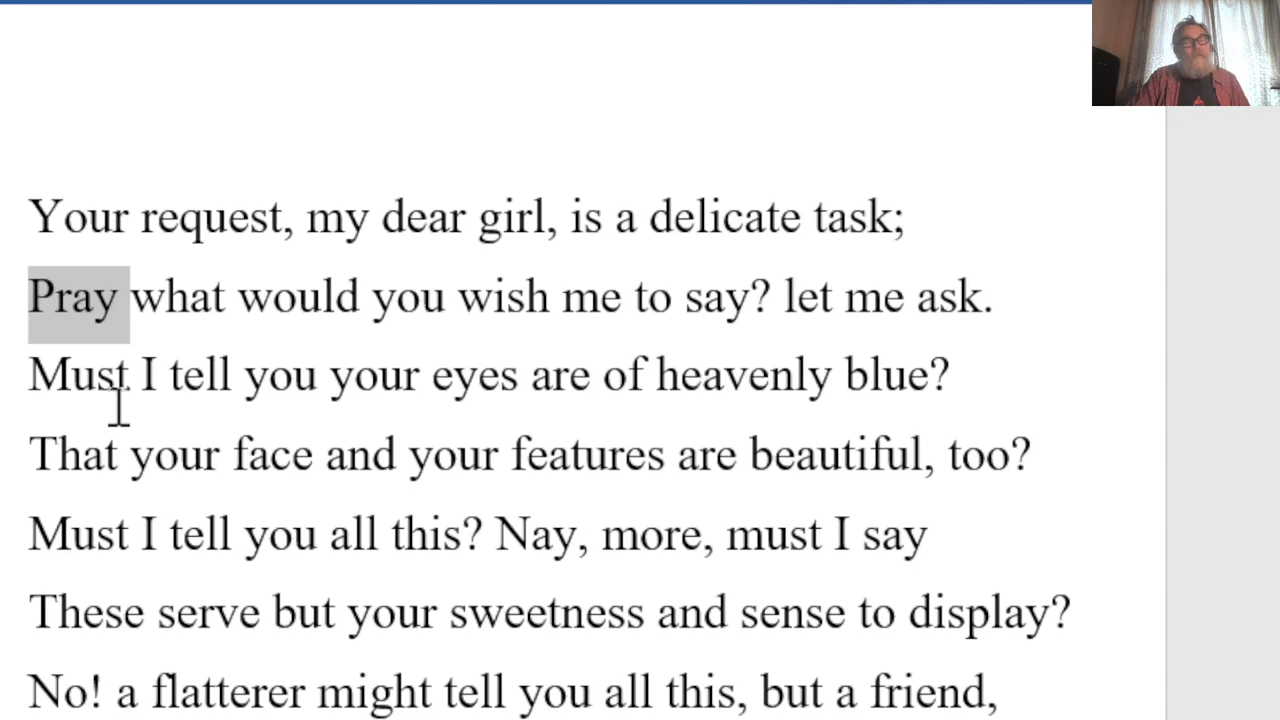 Your request, my dear girl, is a delicate task;
Pray what would you wish me to say? let me ask.
Must I tell you your eyes are of heavenly blue?
That your face and your features are beautiful, too?
Must I tell you all this? Nay, more, must I say
These serve but your sweetness and sense to display?
No! a flatterer might tell you all this, but a friend,